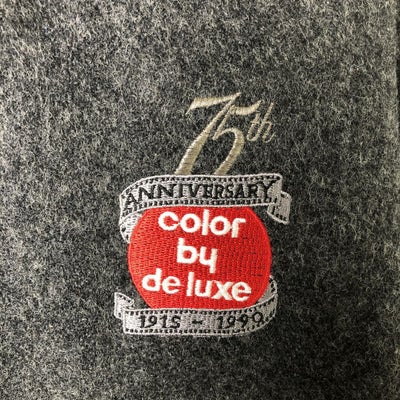 75th
ANNIVERSARY
color
by
de luxe
1915 - 1990